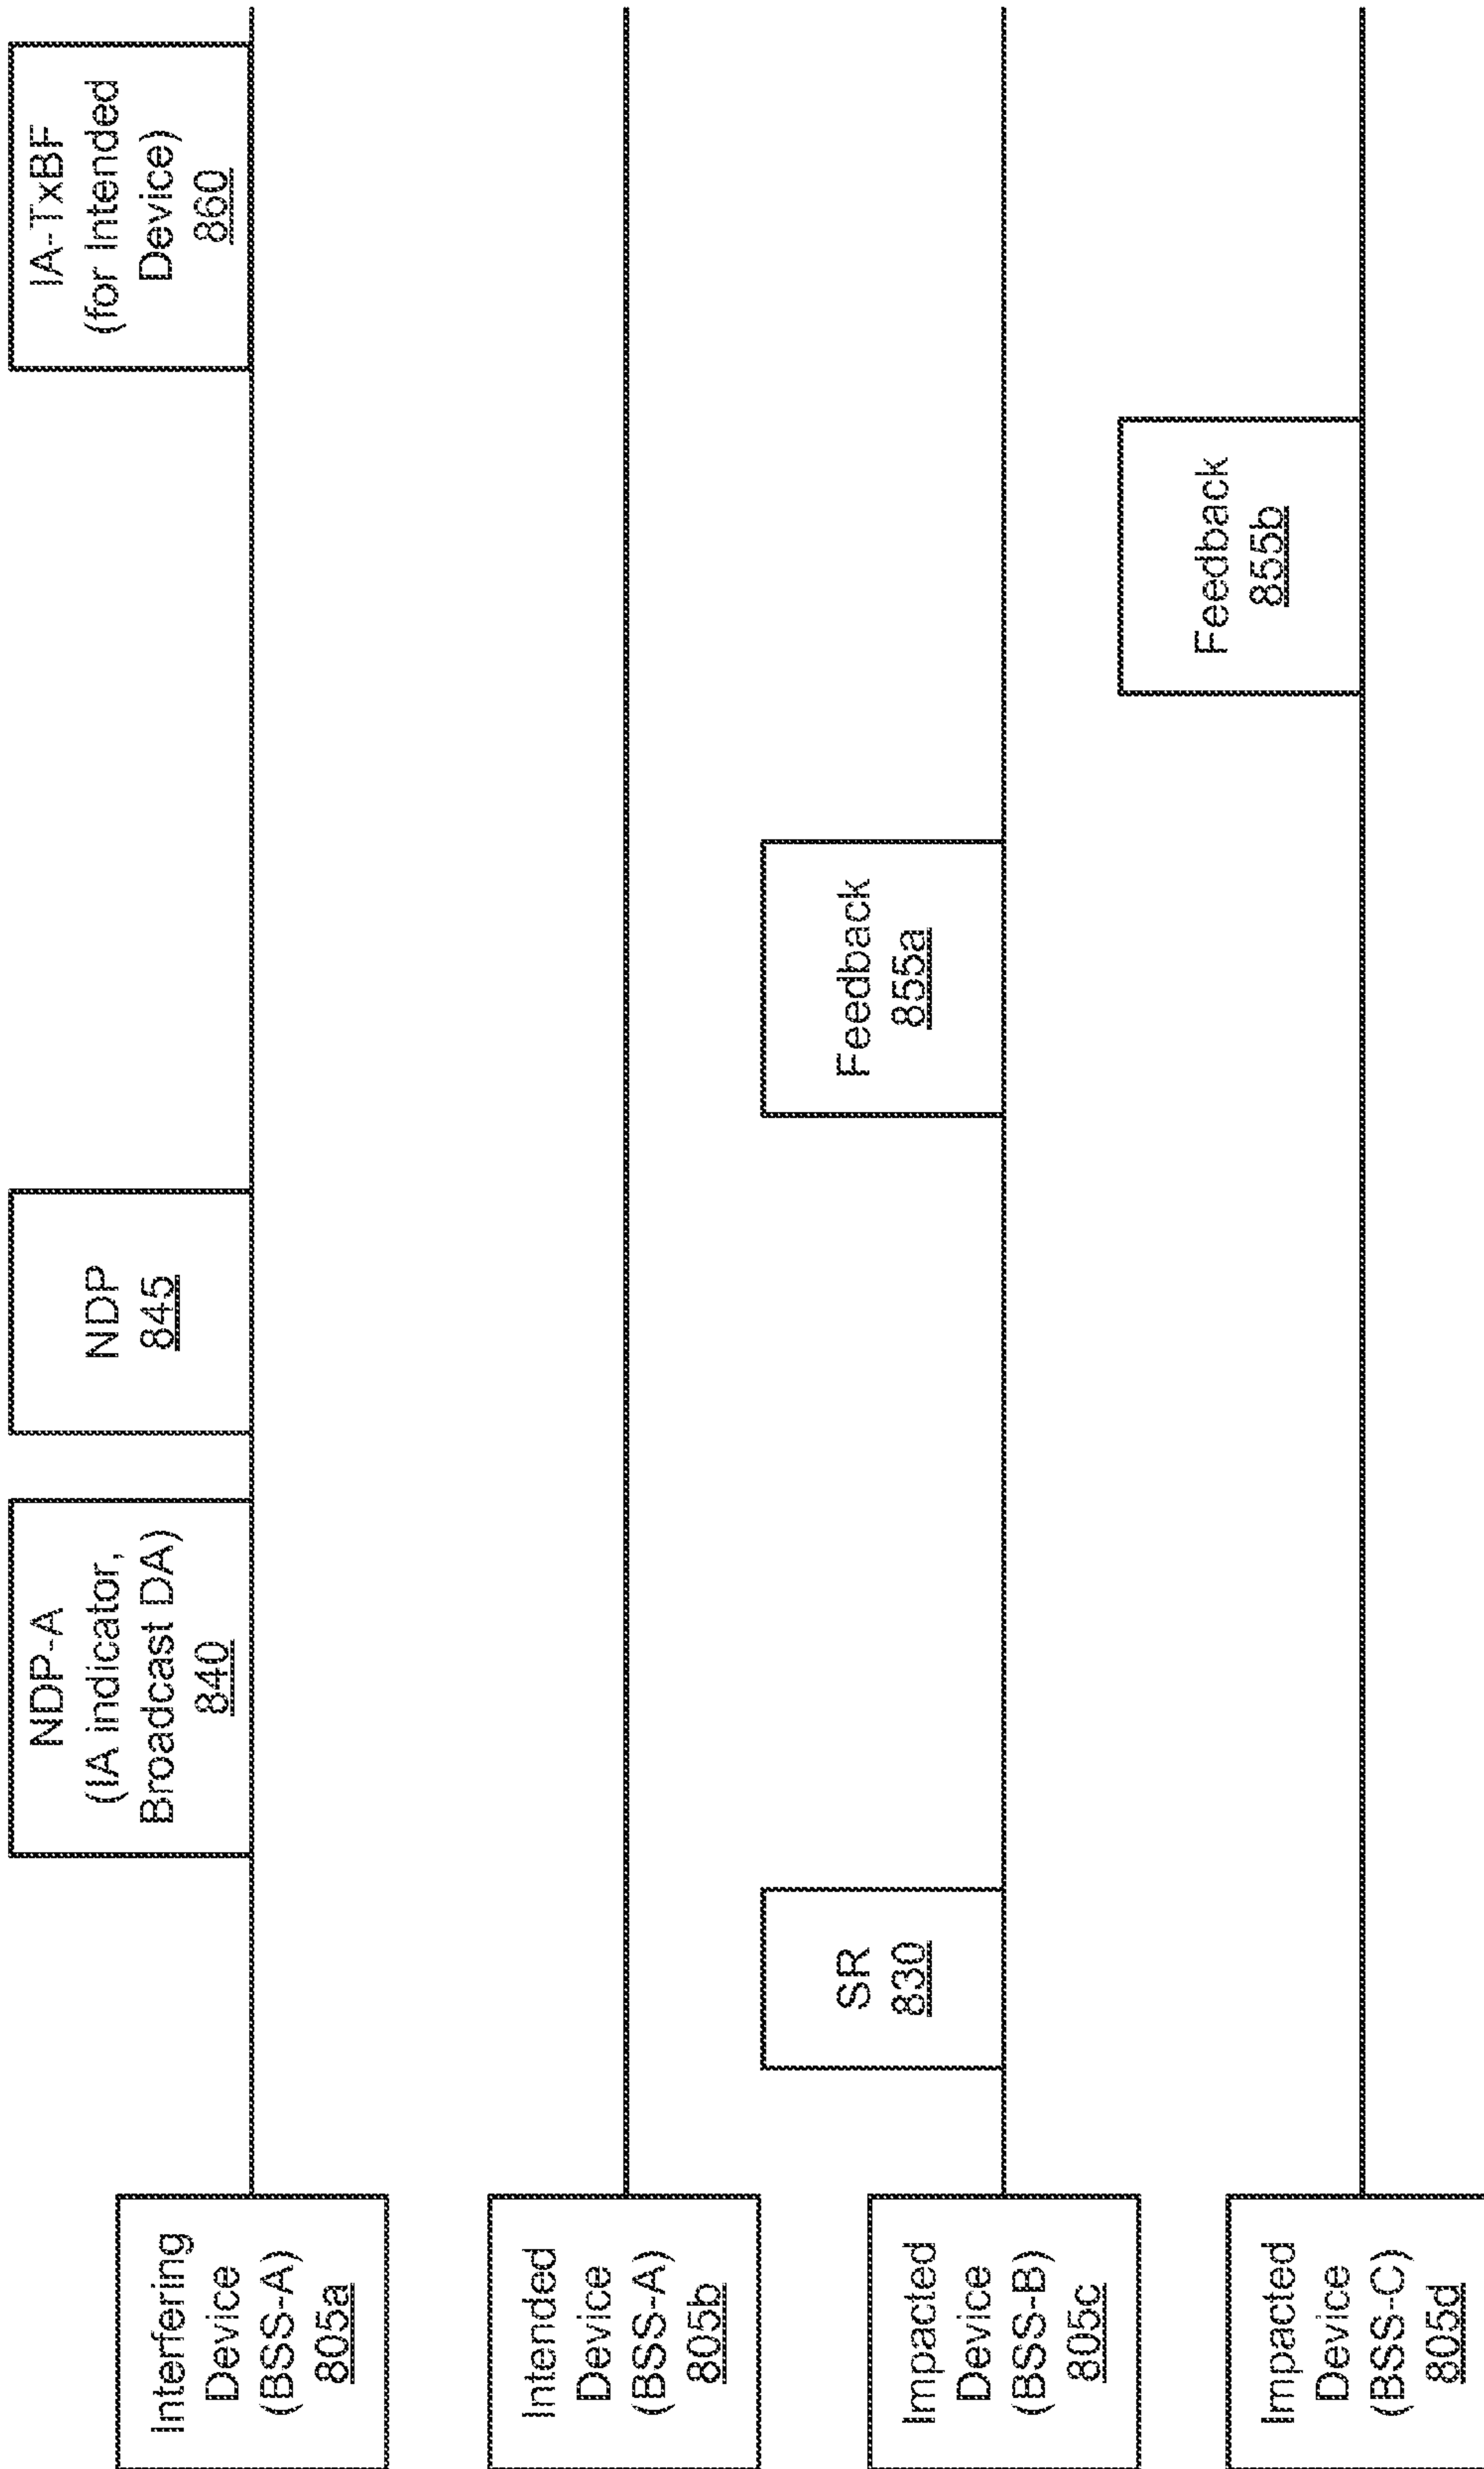 Interfering
Device
(BSS-A)
805a
NDP-A
(IA indicator,
Broadcast DA)
840
NDP
845
IA-TxBF
(for Intended
Device)
860
Intended
Device
(BSS-A)
805b
Impacted
Device
(BSS-B)
805c
SR
830
Feedback
855a
Impacted
Device
(BSS-C)
805d
Feedback
855b